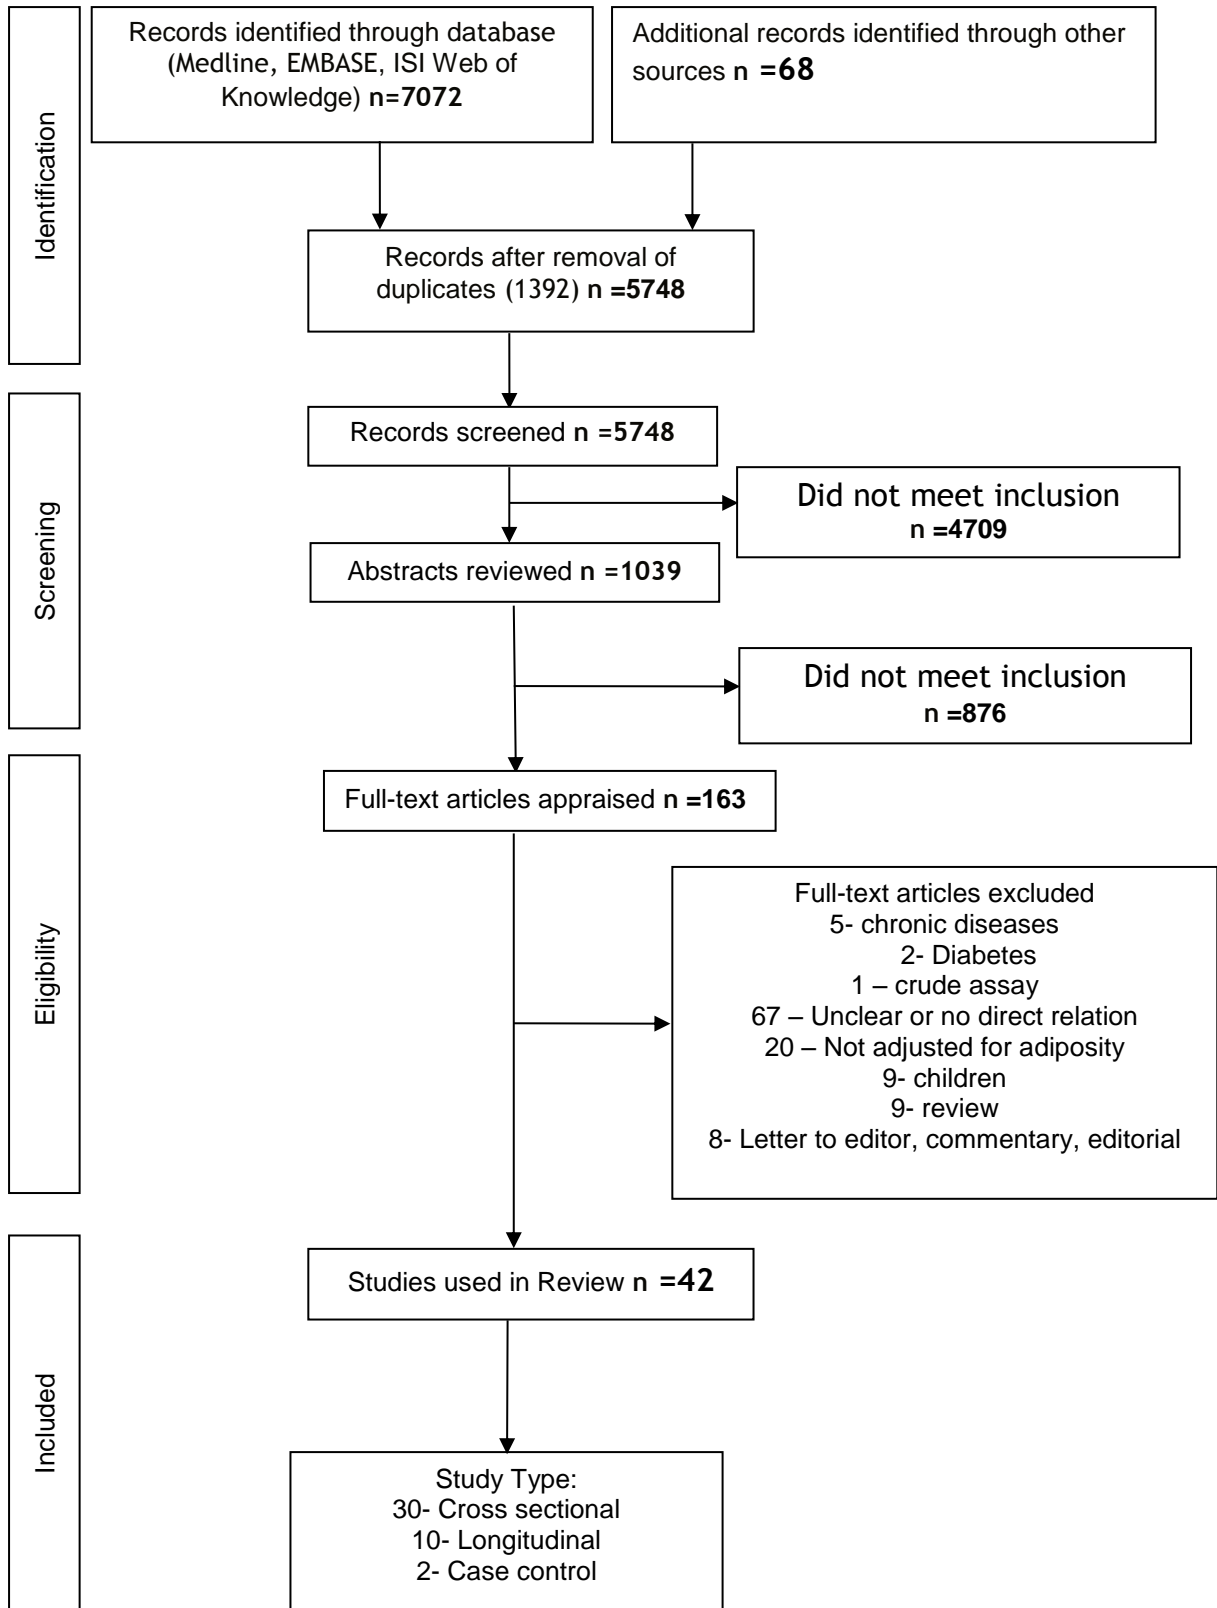 Identification
Records identified through database
(Medline, EMBASE, ISI Web of
Knowledge) n=7072
Additional records identified through other
sources n =68
Records after removal of
duplicates (1392) n =5748
Screening
Records screened n =5748
Did not meet inclusion
n =4709
Abstracts reviewed n =1039
Did not meet inclusion
n =876
Eligibility
Full-text articles appraised n =163
Full-text articles excluded
5- chronic diseases
2- Diabetes
1 – crude assay
67 – Unclear or no direct relation
20 – Not adjusted for adiposity
9- children
9- review
8- Letter to editor, commentary, editorial
Included
Studies used in Review n =42
Study Type:
30- Cross sectional
10- Longitudinal
2- Case control